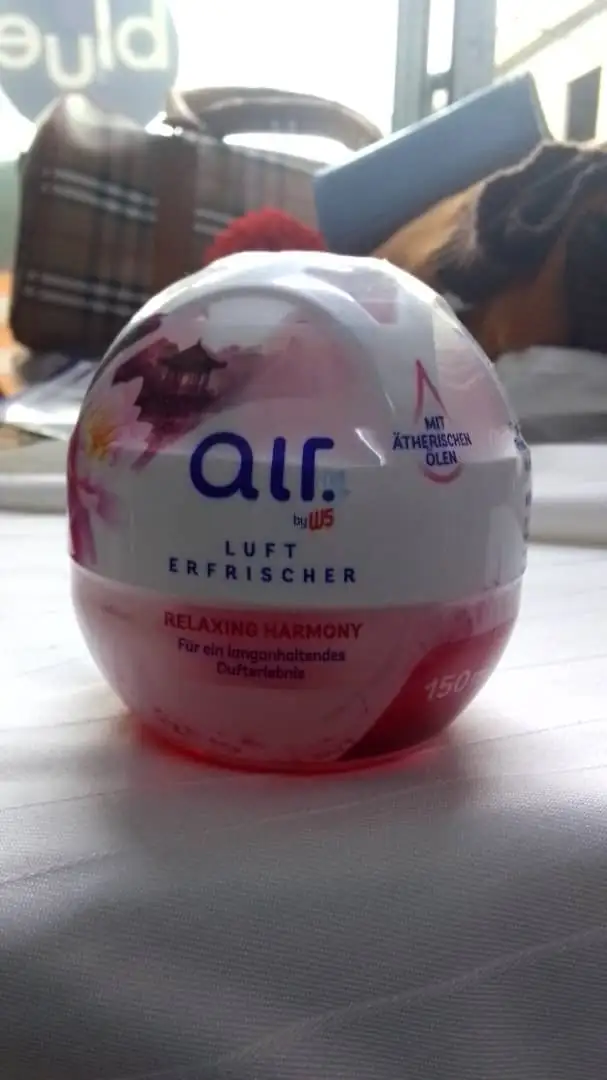 blue
air.
by W5
LUFT
ERFRISCHER
RELAXING HARMONY
Für ein langanhaltendes
Dufterlebnis
MIT
ÄTHERISCHEN
ÖLEN
150